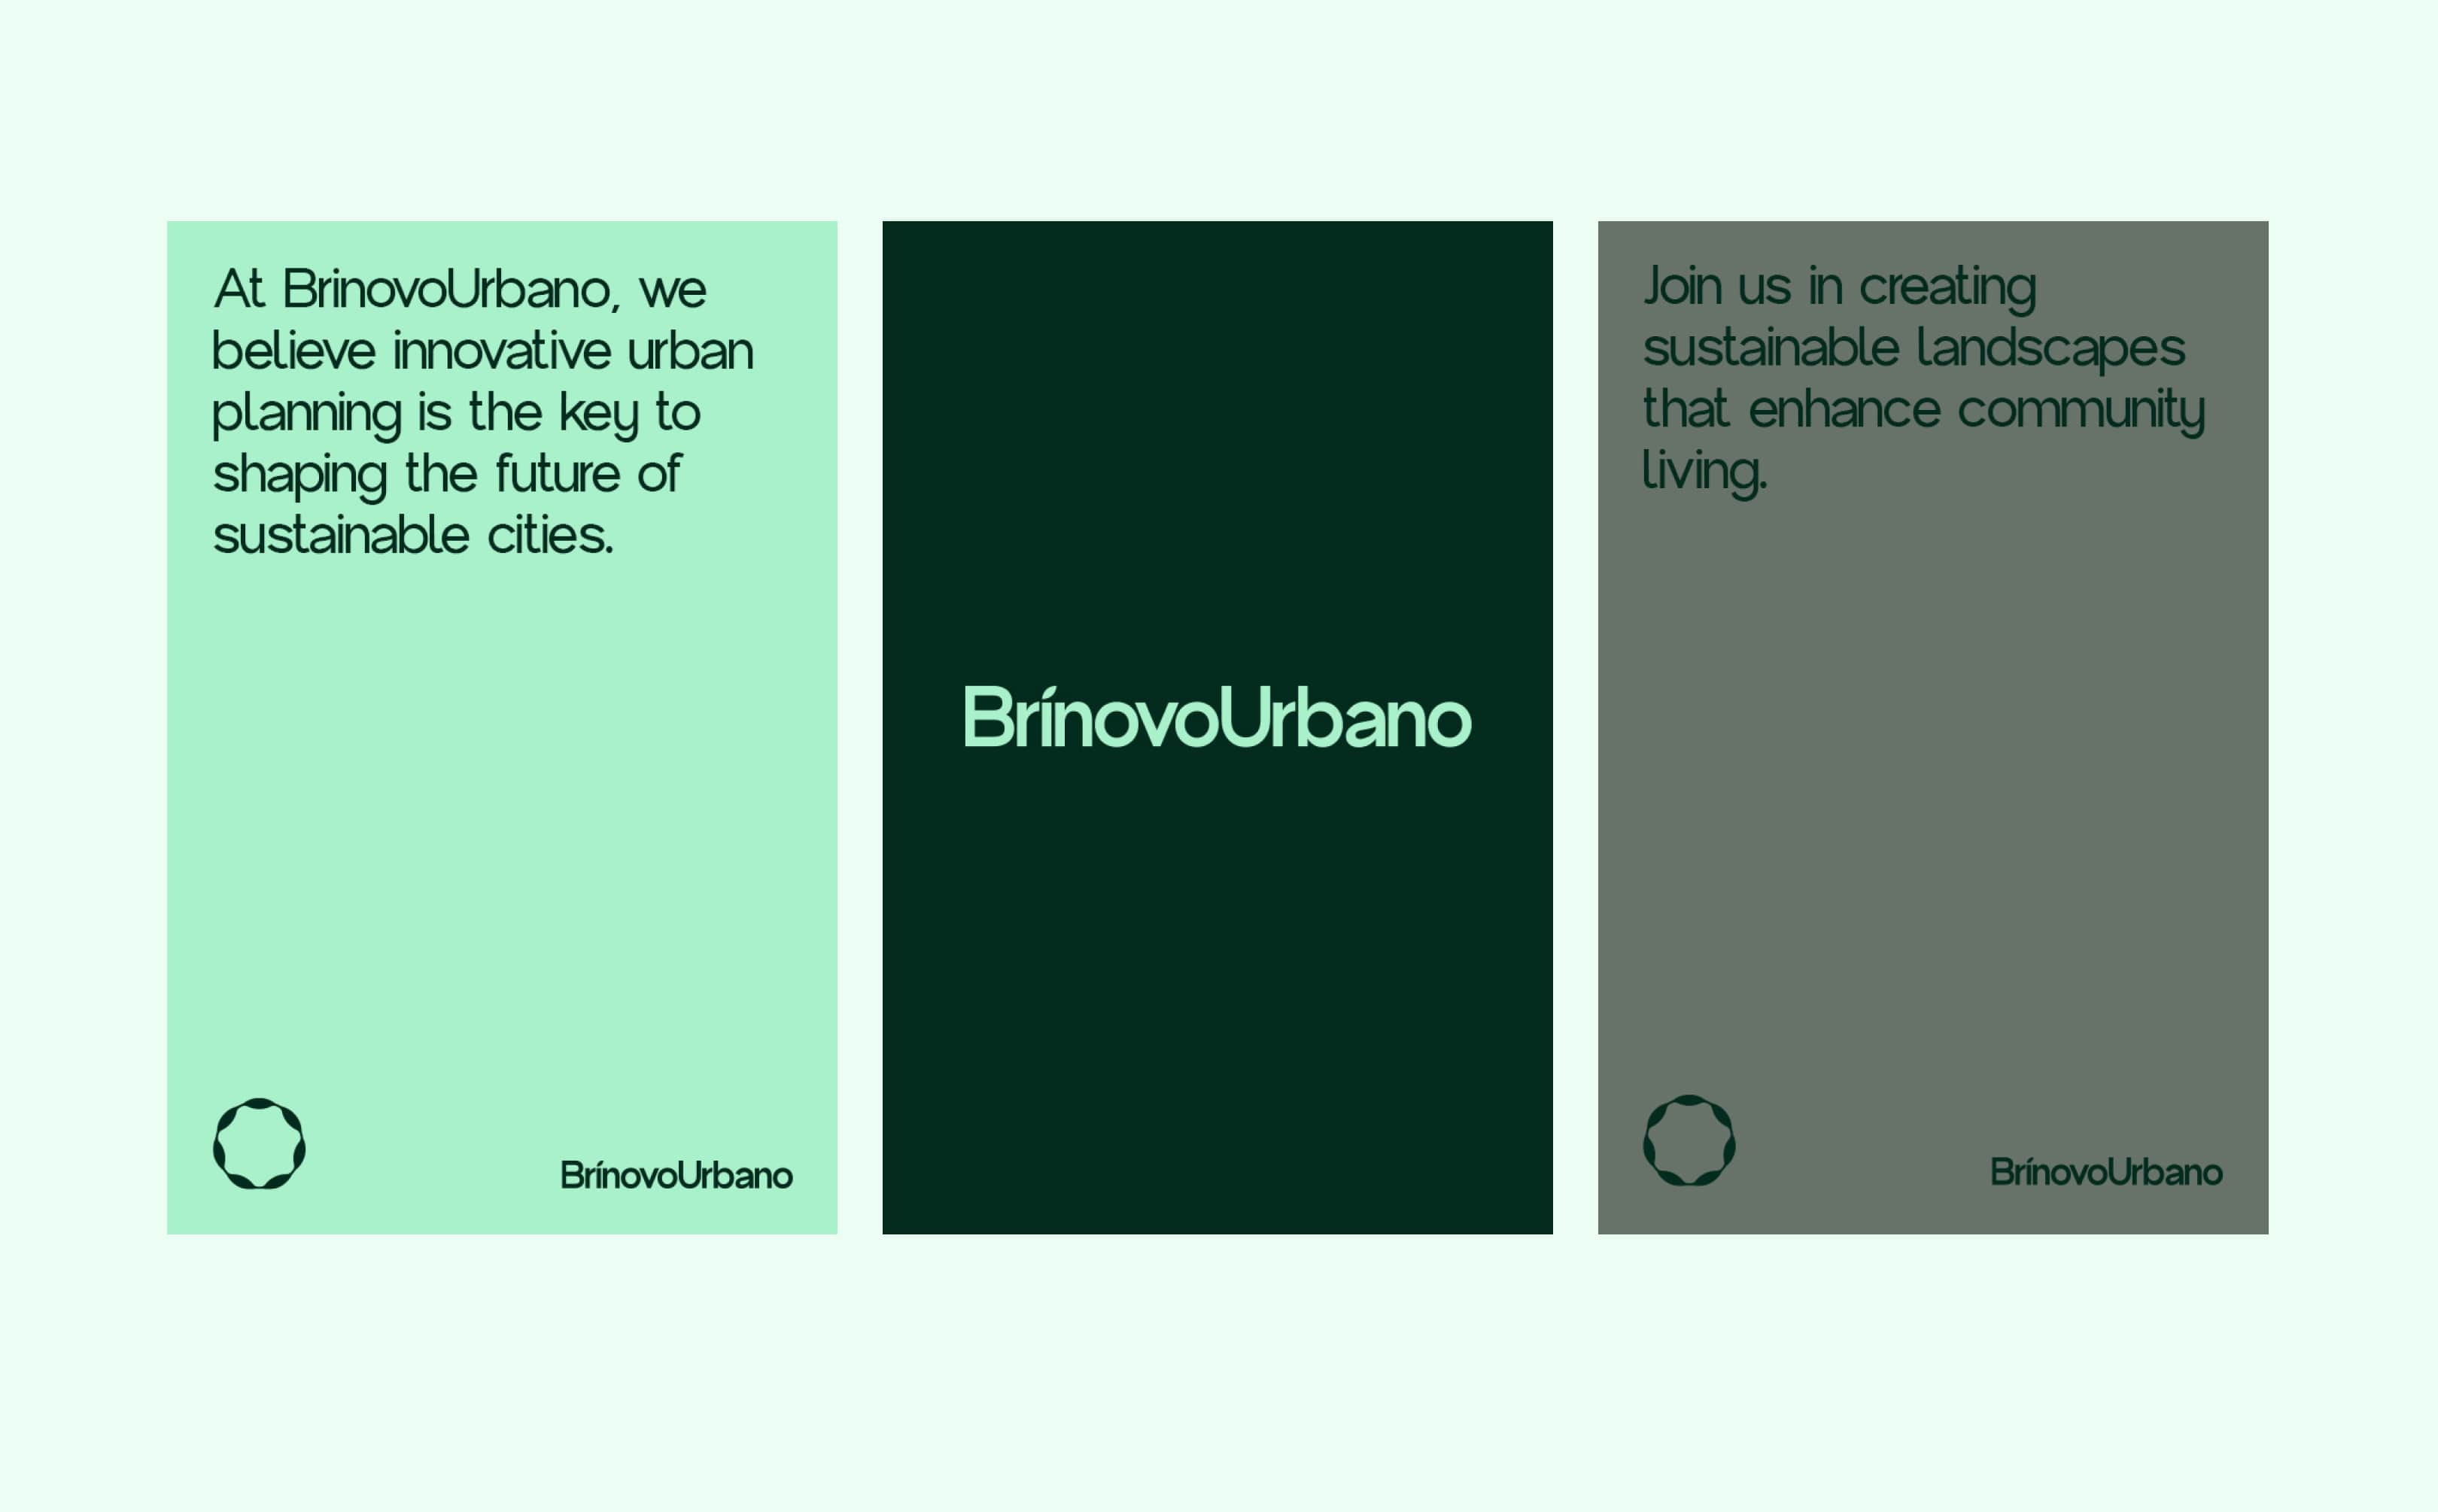 At BrinovoUrbano, we
believe innovative urban
planning is the key to
shaping the future of
sustainable cities.
BrínovoUrbano
BrínovoUrbano
Join us in creating
sustainable landscapes
that enhance community
living.
BrínovoUrbano